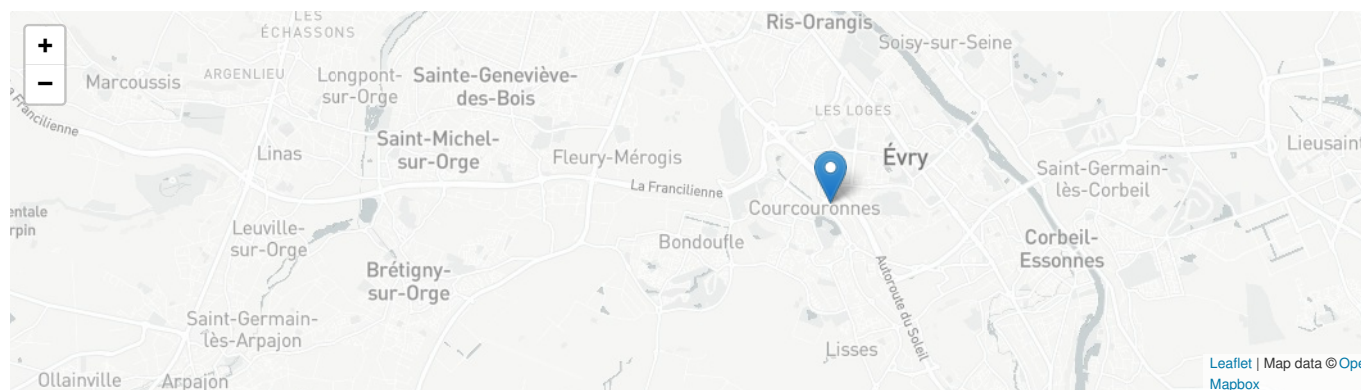 LES
ÉCHASSONS
Ris-Orangis
+
Soisy-sur-Seine
−
Marcoussis
ARGENLIEU
Longpont-
sur-Orge
Sainte-Geneviève-
des-Bois
LES LOGES
La Francilienne
Linas
Saint-Michel-
sur-Orge
Fleury-Mérogis
Évry
Lieusaint
Saint-Germain-
lès-Corbeil
La Francilienne
Courcouronnes
entale
rpin
Leuville-
sur-Orge
Bondoufle
Corbeil-
Essonnes
Brétigny-
sur-Orge
Autoroute du Soleil
Saint-Germain-
lès-Arpajon
Lisses
Ollainville
Arpajon
Leaflet | Map data © Ope
Mapbox